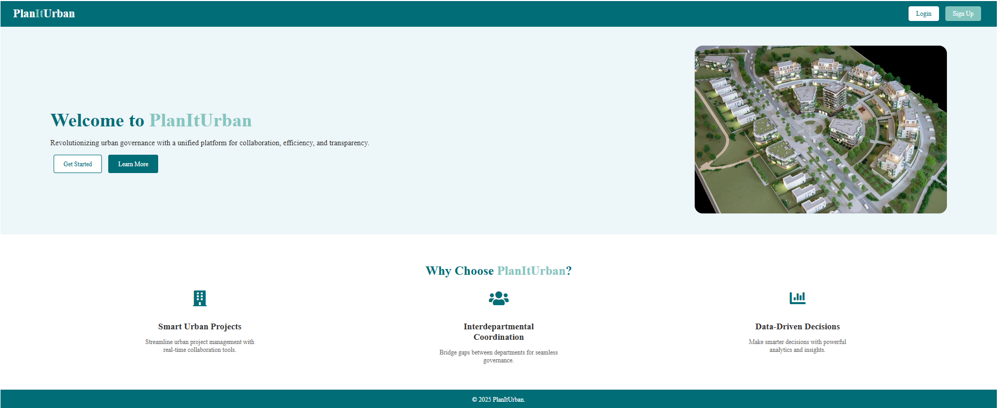 PlanItUrban
Login
Sign Up
Welcome to PlanItUrban
Revolutionizing urban governance with a unified platform for collaboration, efficiency, and transparency.
Get Started
Learn More
Why Choose PlanItUrban?
Smart Urban Projects
Streamline urban project management with
real-time collaboration tools.
Interdepartmental
Coordination
Bridge gaps between departments for seamless
governance.
Data-Driven Decisions
Make smarter decisions with powerful
analytics and insights.
© 2025 PlanItUrban.